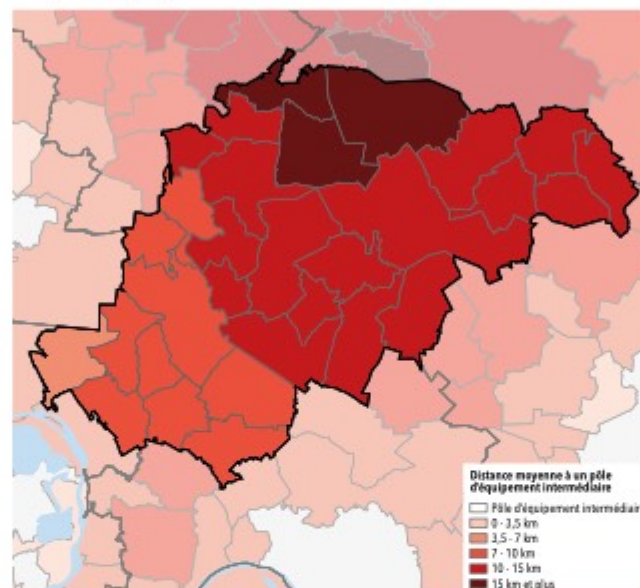 Distance moyenne à un pôle
d'équipement intermédiaire
Pôle d'équipement intermédiair
0 - 3,5 km
3,5 - 7 km
7 - 10 km
10 - 15 km
15 km et plus